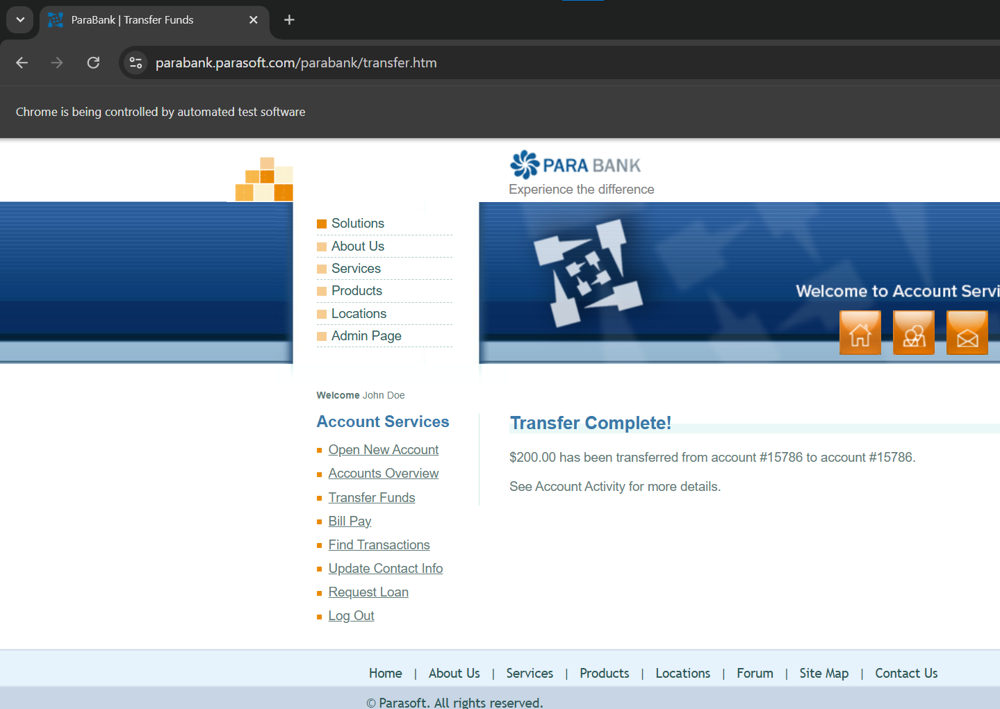 ParaBank | Transfer Funds
parabank.parasoft.com/parabank/transfer.htm
Chrome is being controlled by automated test software
PARA BANK
Experience the difference
Solutions
About Us
Services
Products
Locations
Admin Page
Welcome to Account Servi
Welcome John Doe
Account Services
Open New Account
Accounts Overview
Transfer Funds
Bill Pay
Find Transactions
Update Contact Info
Request Loan
Log Out
Transfer Complete!
$200.00 has been transferred from account #15786 to account #15786.
See Account Activity for more details.
Home | About Us | Services | Products | Locations | Forum | Site Map | Contact Us
© Parasoft. All rights reserved.